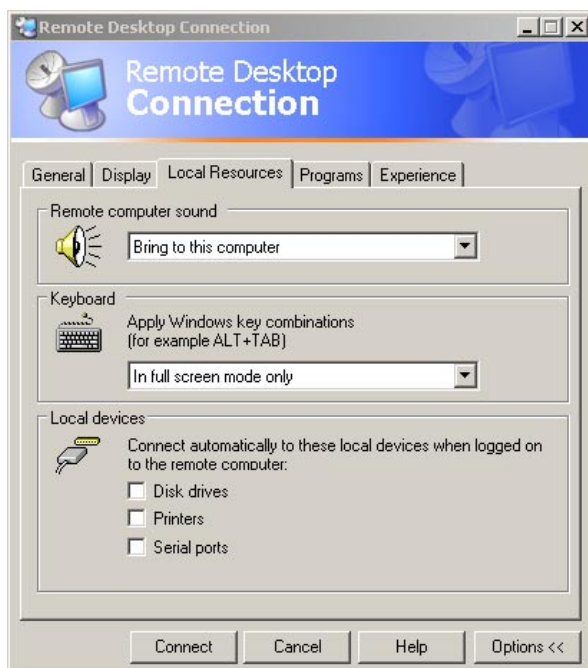 Remote Desktop Connection
Remote Desktop
Connection
General Display Local Resources Programs Experience
Remote computer sound
Bring to this computer
Keyboard
Apply Windows key combinations
(for example ALT+TAB)
In full screen mode only
Local devices
Connect automatically to these local devices when logged on
to the remote computer:
Disk drives
Printers
Serial ports
Connect Cancel Help Options <<